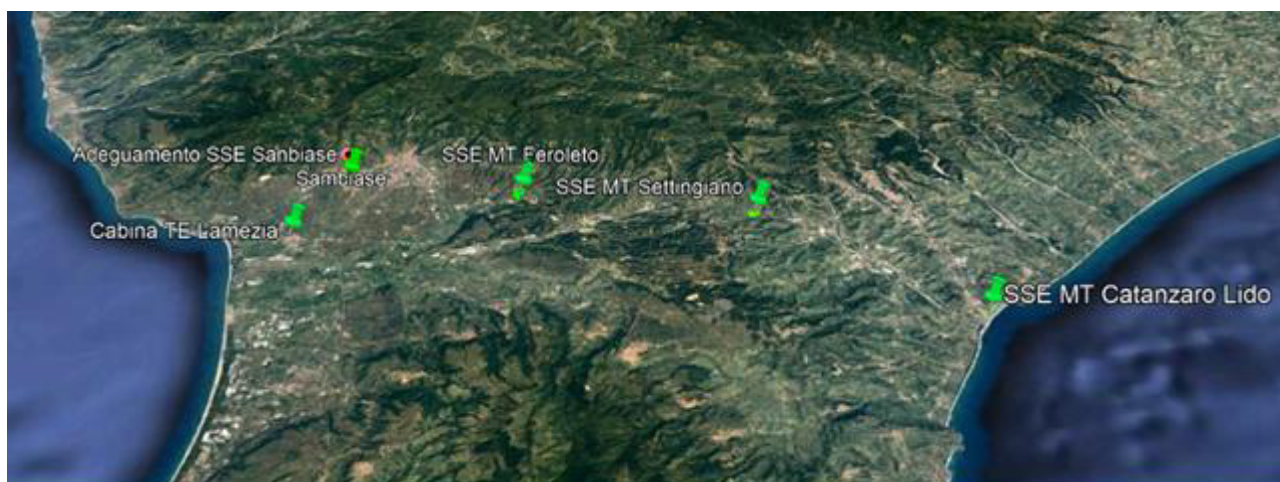 Adeguamento SSE Sanbiase
Sambiase
SSE MT Feroleto
SSE MT Settingiano
Cabina TE Lamezia
SSE MT Catanzaro Lido